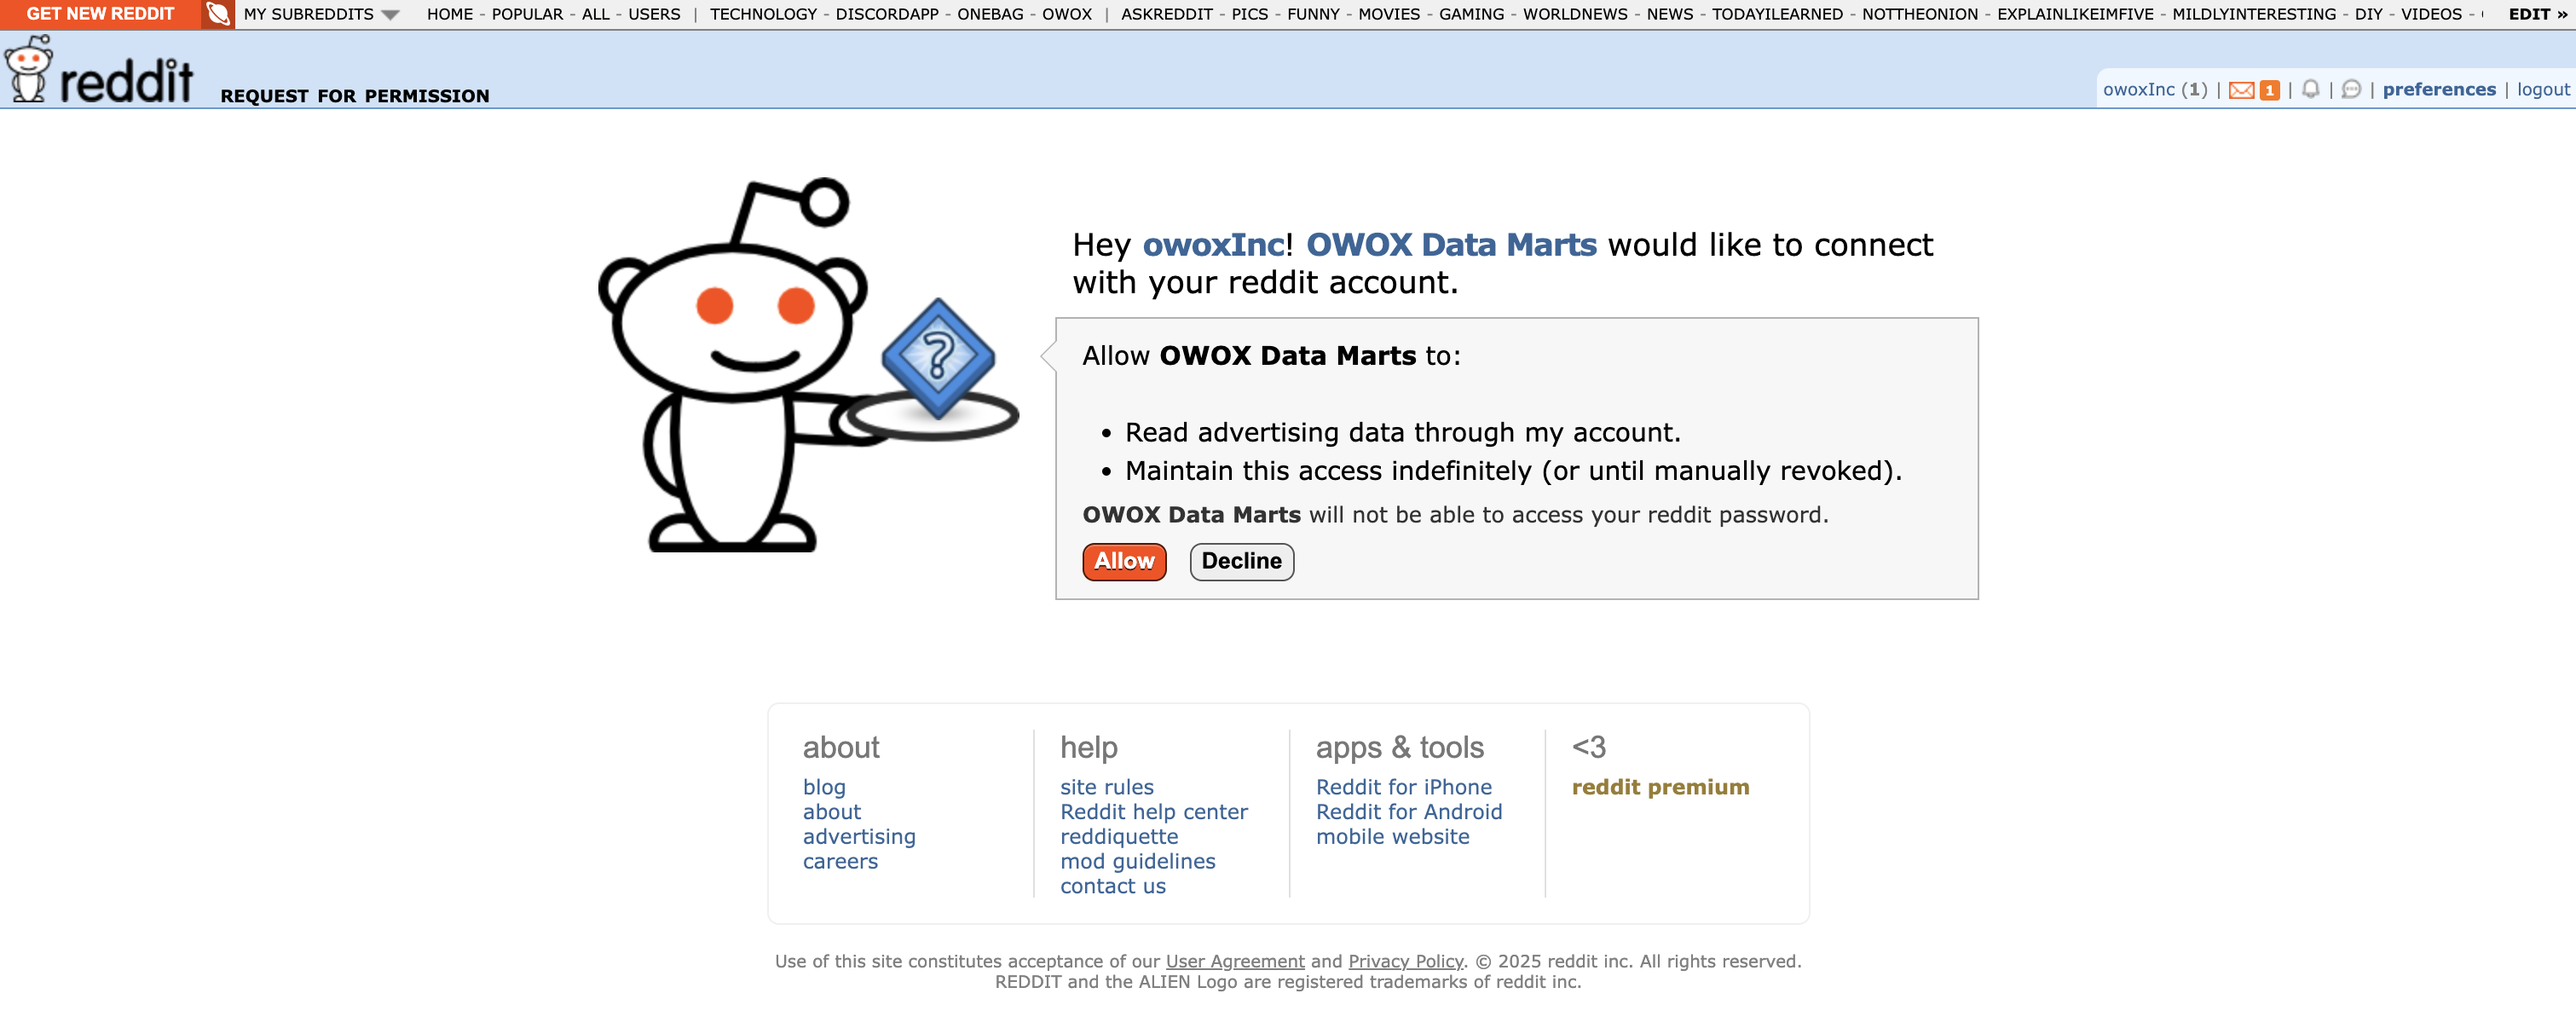 GET NEW REDDIT MY SUBREDDITS HOME - POPULAR - ALL - USERS | TECHNOLOGY - DISCORDAPP - ONEBAG - OWOX | ASKREDDIT - PICS - FUNNY - MOVIES - GAMING - WORLDNEWS - NEWS - TODAYILEARNED - NOTTHEONION - EXPLAINLIKEIMFIVE - MILDLYINTERESTING - DIY - VIDEOS - EDIT »
reddit REQUEST FOR PERMISSION
owoxInc (1) | 1 | | | preferences | logout
Hey owoxInc! OWOX Data Marts would like to connect
with your reddit account.
?
Allow OWOX Data Marts to:
• Read advertising data through my account.
• Maintain this access indefinitely (or until manually revoked).
OWOX Data Marts will not be able to access your reddit password.
Allow Decline
about
blog
about
advertising
careers
help
site rules
Reddit help center
reddiquette
mod guidelines
contact us
apps & tools
Reddit for iPhone
Reddit for Android
mobile website
<3
reddit premium
Use of this site constitutes acceptance of our User Agreement and Privacy Policy. © 2025 reddit inc. All rights reserved.
REDDIT and the ALIEN Logo are registered trademarks of reddit inc.